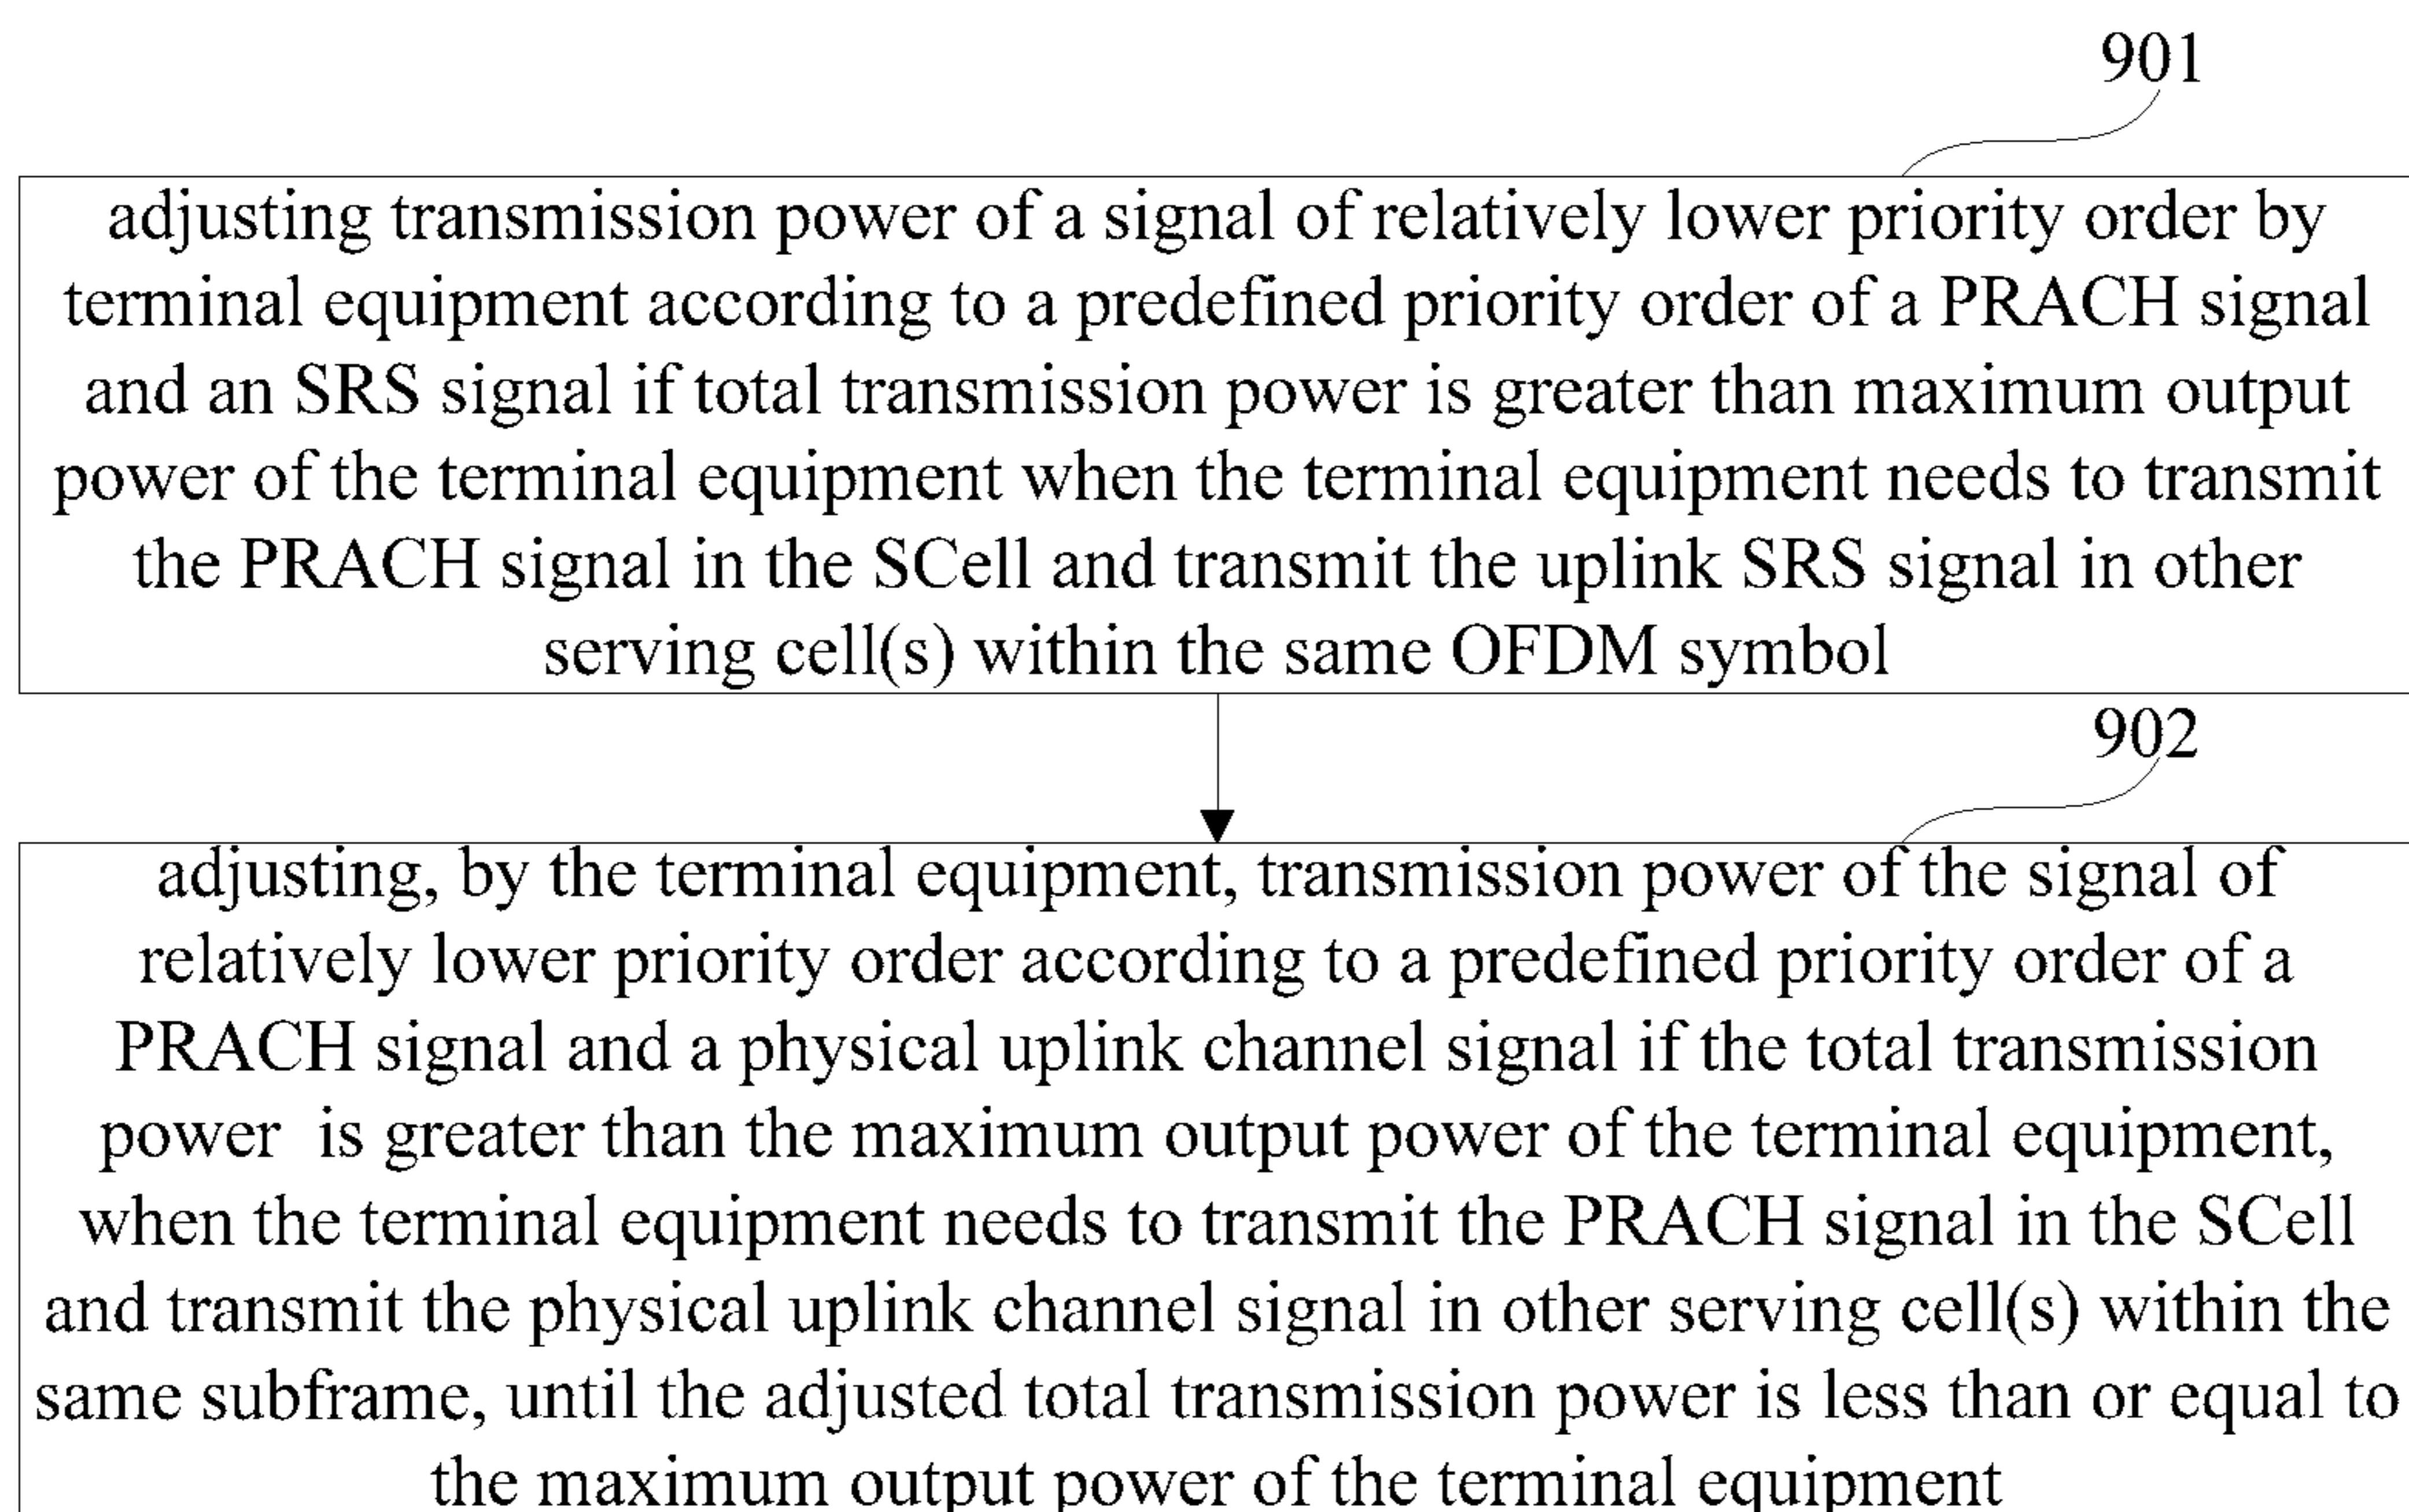 901
adjusting transmission power of a signal of relatively lower priority order by
terminal equipment according to a predefined priority order of a PRACH signal
and an SRS signal if total transmission power is greater than maximum output
power of the terminal equipment when the terminal equipment needs to transmit
the PRACH signal in the SCell and transmit the uplink SRS signal in other
serving cell(s) within the same OFDM symbol
902
adjusting, by the terminal equipment, transmission power of the signal of
relatively lower priority order according to a predefined priority order of a
PRACH signal and a physical uplink channel signal if the total transmission
power is greater than the maximum output power of the terminal equipment,
when the terminal equipment needs to transmit the PRACH signal in the SCell
and transmit the physical uplink channel signal in other serving cell(s) within the
same subframe, until the adjusted total transmission power is less than or equal to
the maximum output power of the terminal equipment